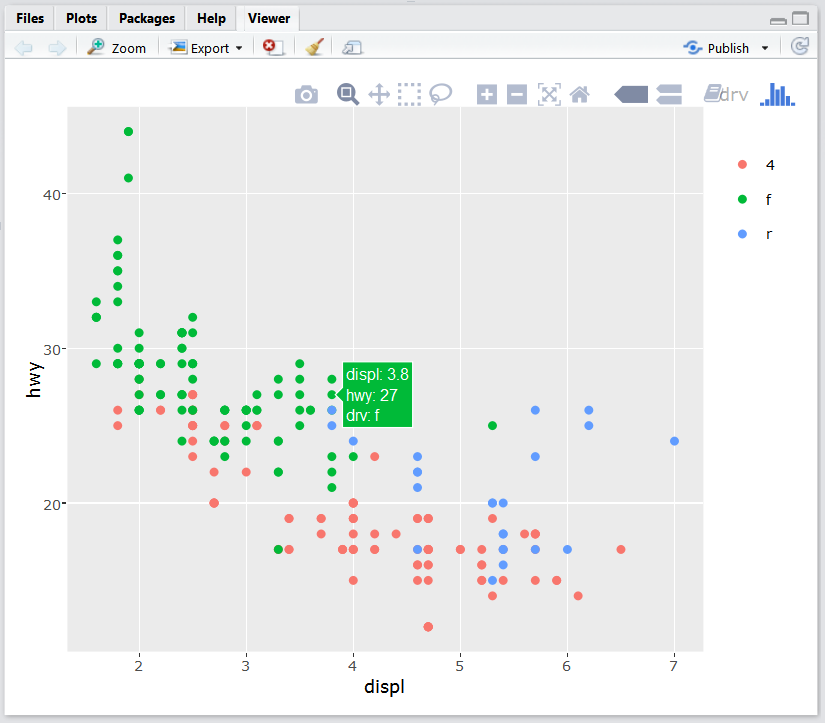 Files Plots Packages Help Viewer
Zoom Export Publish
drv
4
f
r
40
30
20
hwy
displ: 3.8
hwy: 27
drv: f
2 3 4 5 6 7
displ